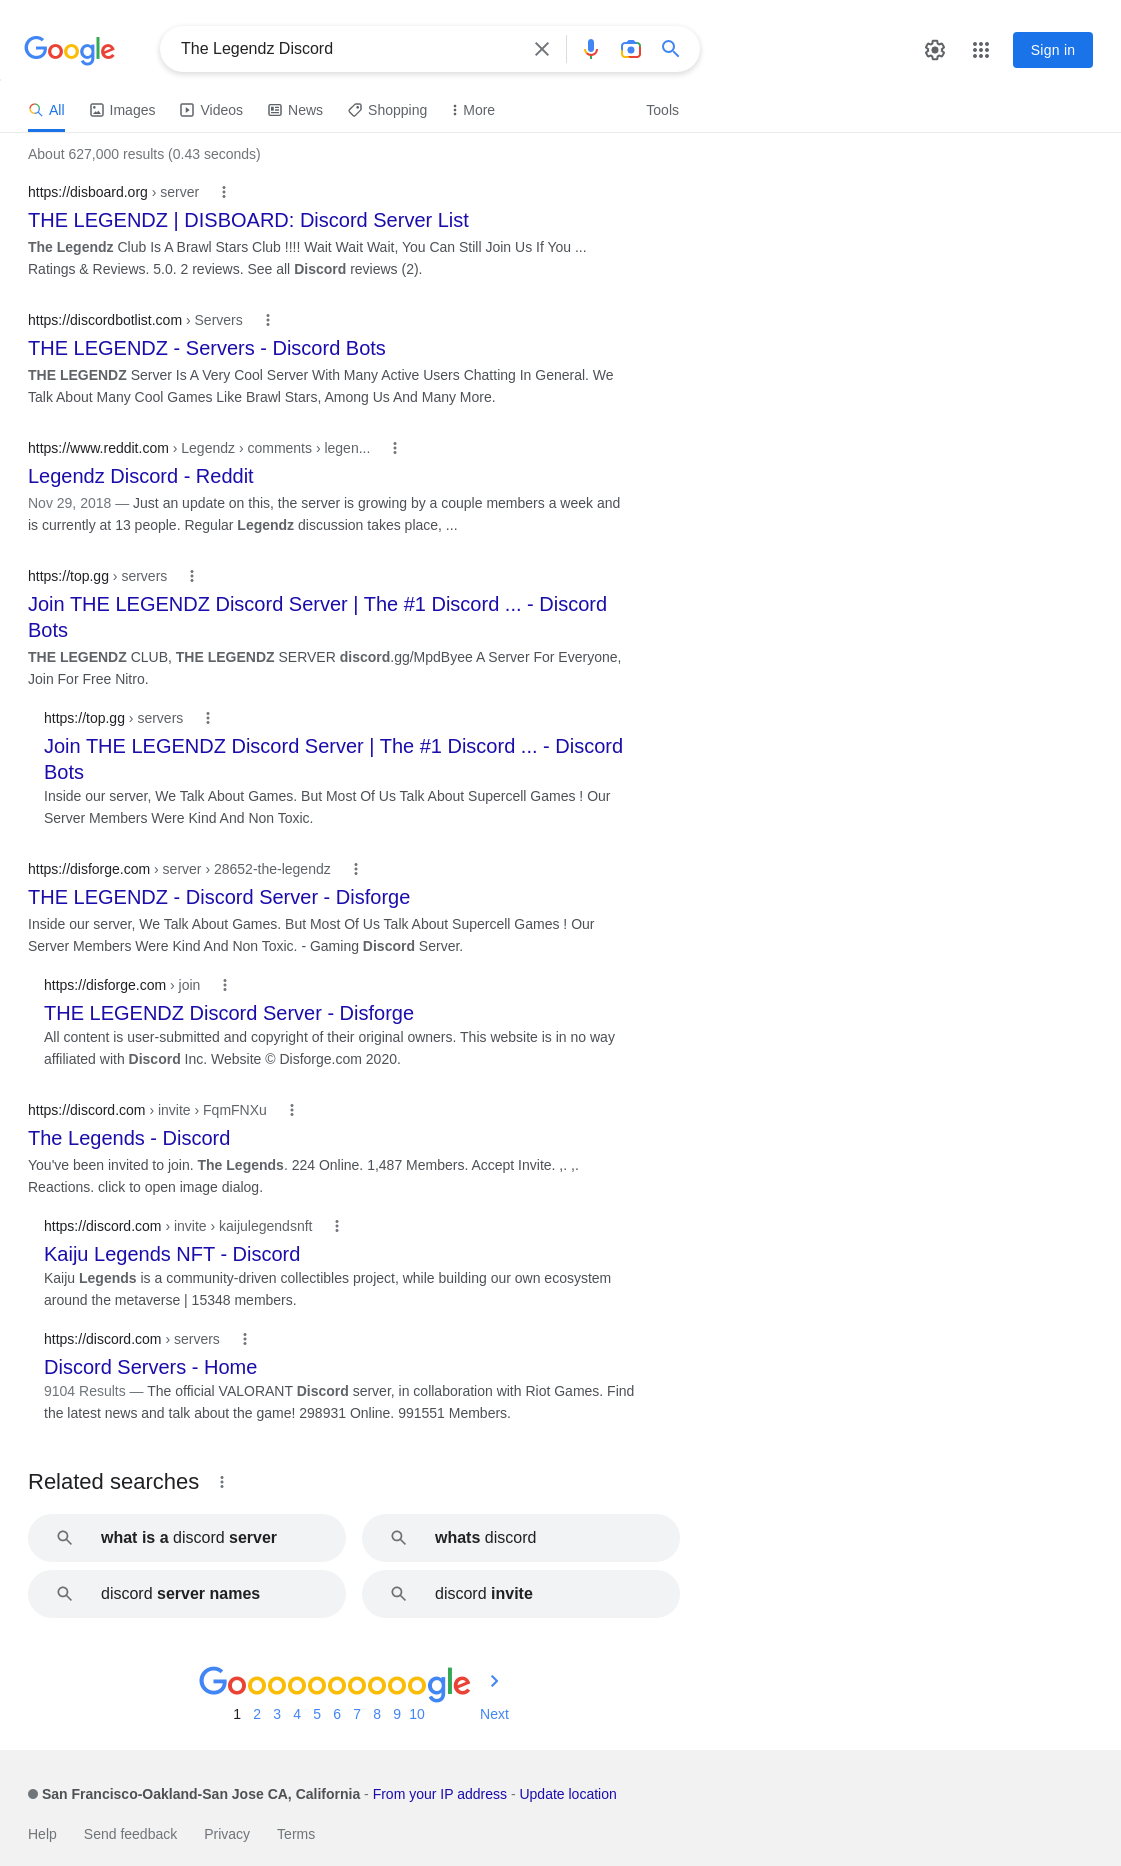 Google
The Legendz Discord
Sign in
All Images Videos News Shopping More Tools
About 627,000 results (0.43 seconds)
https://disboard.org › server
THE LEGENDZ | DISBOARD: Discord Server List
The Legendz Club Is A Brawl Stars Club !!!! Wait Wait Wait, You Can Still Join Us If You ...
Ratings & Reviews. 5.0. 2 reviews. See all Discord reviews (2).
https://discordbotlist.com › Servers
THE LEGENDZ - Servers - Discord Bots
THE LEGENDZ Server Is A Very Cool Server With Many Active Users Chatting In General. We
Talk About Many Cool Games Like Brawl Stars, Among Us And Many More.
https://www.reddit.com › Legendz › comments › legen...
Legendz Discord - Reddit
Nov 29, 2018 — Just an update on this, the server is growing by a couple members a week and
is currently at 13 people. Regular Legendz discussion takes place, ...
https://top.gg › servers
Join THE LEGENDZ Discord Server | The #1 Discord ... - Discord
Bots
THE LEGENDZ CLUB, THE LEGENDZ SERVER discord.gg/MpdByee A Server For Everyone,
Join For Free Nitro.
https://top.gg › servers
Join THE LEGENDZ Discord Server | The #1 Discord ... - Discord
Bots
Inside our server, We Talk About Games. But Most Of Us Talk About Supercell Games ! Our
Server Members Were Kind And Non Toxic.
https://disforge.com › server › 28652-the-legendz
THE LEGENDZ - Discord Server - Disforge
Inside our server, We Talk About Games. But Most Of Us Talk About Supercell Games ! Our
Server Members Were Kind And Non Toxic. - Gaming Discord Server.
https://disforge.com › join
THE LEGENDZ Discord Server - Disforge
All content is user-submitted and copyright of their original owners. This website is in no way
affiliated with Discord Inc. Website © Disforge.com 2020.
https://discord.com › invite › FqmFNXu
The Legends - Discord
You've been invited to join. The Legends. 224 Online. 1,487 Members. Accept Invite. ,. ,.
Reactions. click to open image dialog.
https://discord.com › invite › kaijulegendsnft
Kaiju Legends NFT - Discord
Kaiju Legends is a community-driven collectibles project, while building our own ecosystem
around the metaverse | 15348 members.
https://discord.com › servers
Discord Servers - Home
9104 Results — The official VALORANT Discord server, in collaboration with Riot Games. Find
the latest news and talk about the game! 298931 Online. 991551 Members.
Related searches
what is a discord server
whats discord
discord server names
discord invite
Goooooooooogle
1 2 3 4 5 6 7 8 9 10 Next
San Francisco-Oakland-San Jose CA, California - From your IP address - Update location
Help Send feedback Privacy Terms